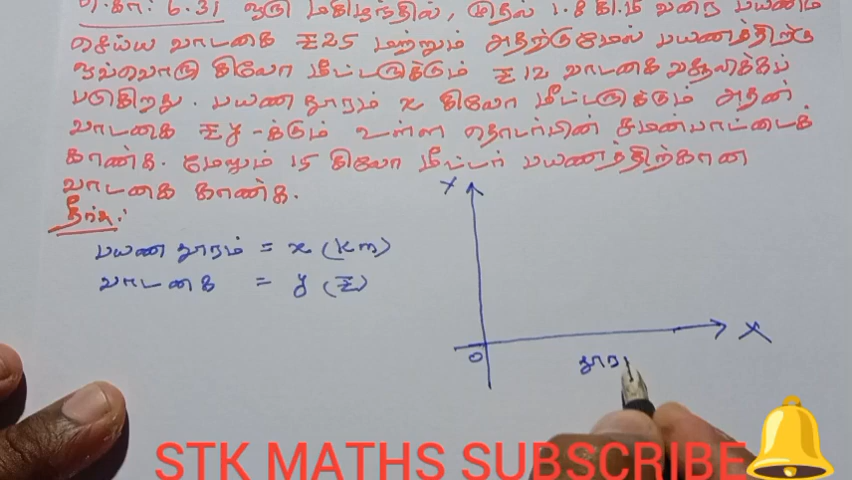 எ.கா: 6.31 ஒரு மகிழுந்தில், முதல் 1.8 கி.மீ வரை பயணம்
செய்ய வாடகை ₹25 மற்றும் அதற்குமேல் பயணத்திற்கு
ஒவ்வொரு கிலோ மீட்டருக்கும் ₹12 வாடகை வசூலிக்கப்
படுகிறது. பயண தூரம் x கிலோ மீட்டருக்கும் அதன்
வாடகை ₹y -க்கும் உள்ள தொடர்பின் சமன்பாட்டைக்
காண்க. மேலும் 15 கிலோ மீட்டர் பயணத்திற்கான
வாடகை காண்க.
தீர்வு:
பயண தூரம் = x (km)
வாடகை = y (₹)
Y
X
0
தூர
STK MATHS SUBSCRIBE